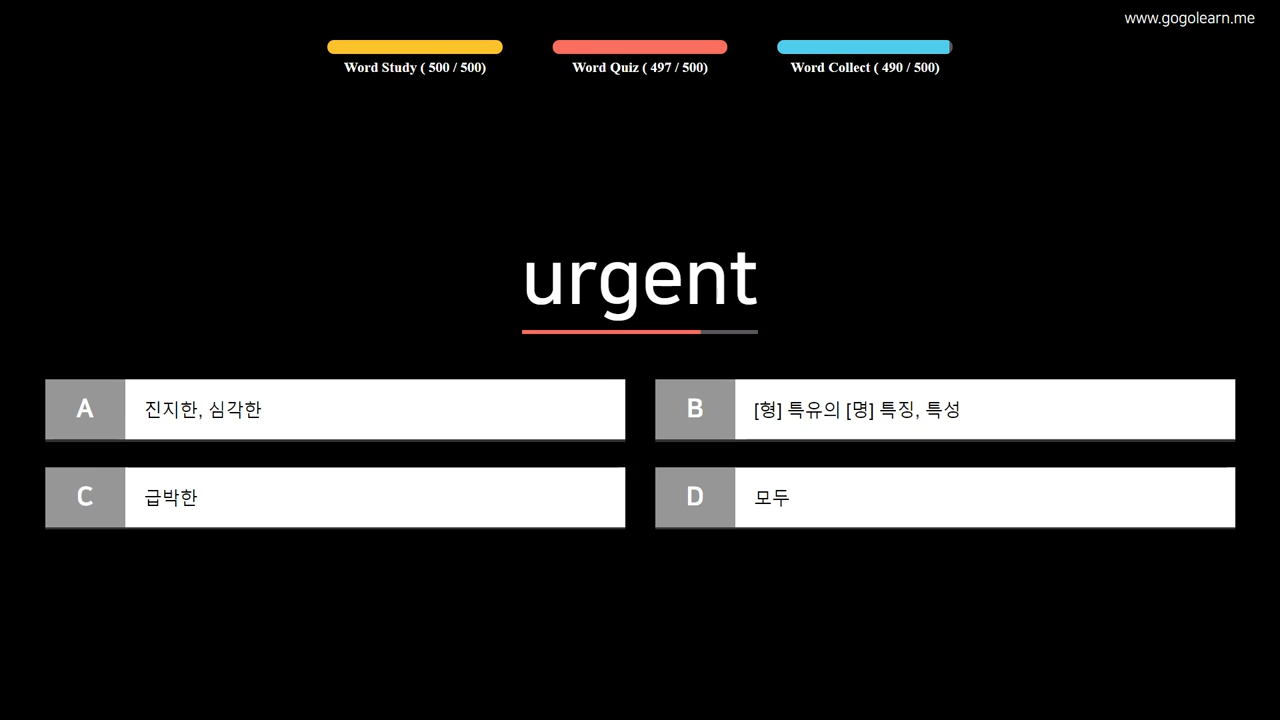 www.gogolearn.me
Word Study ( 500 / 500)
Word Quiz ( 497 / 500)
Word Collect ( 490 / 500)
urgent
A 진지한, 심각한
B [형] 특유의 [명] 특징, 특성
C 급박한
D 모두